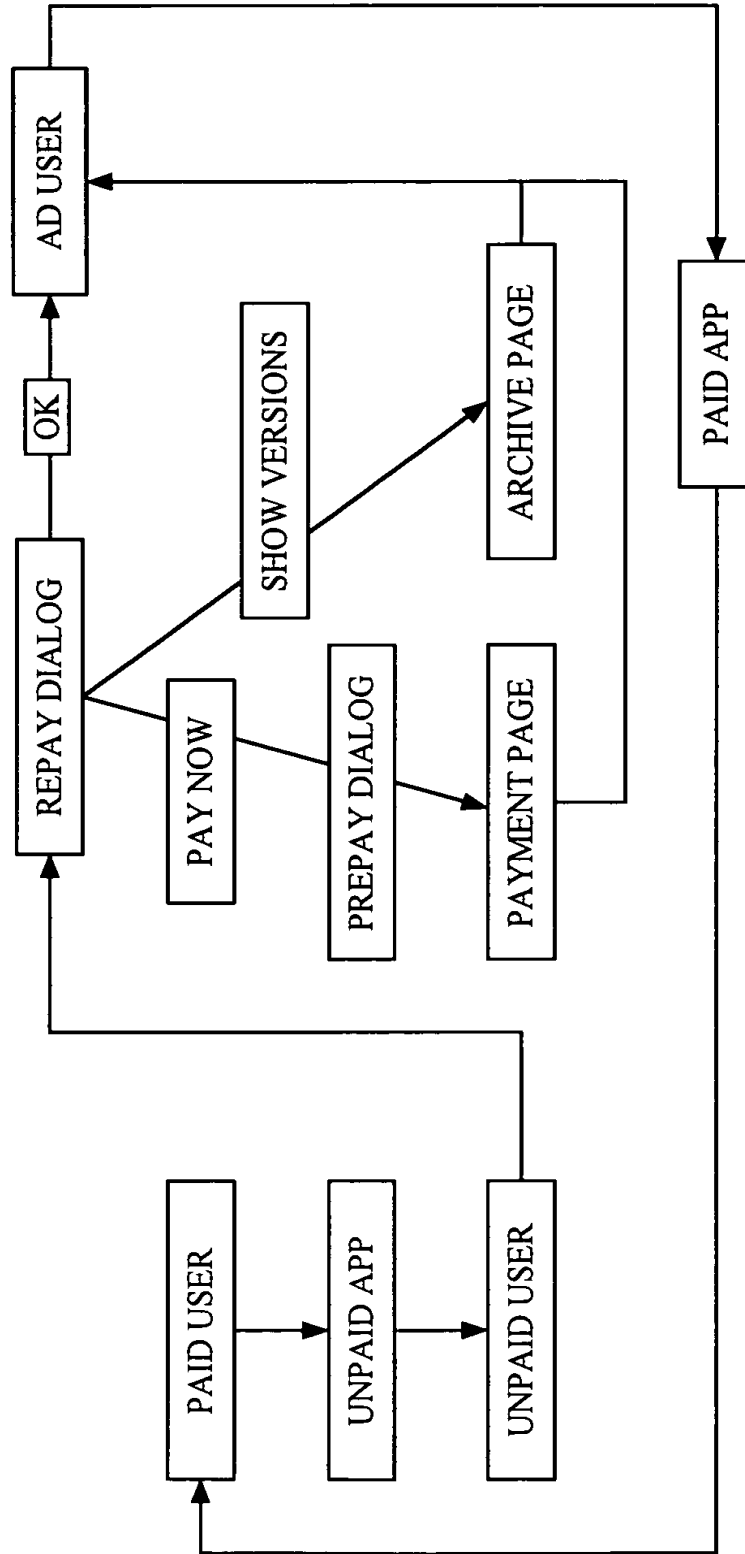 REPAY DIALOG
OK
AD USER
PAID USER
PAY NOW
SHOW VERSIONS
UNPAID APP
PREPAY DIALOG
UNPAID USER
PAYMENT PAGE
ARCHIVE PAGE
PAID APP